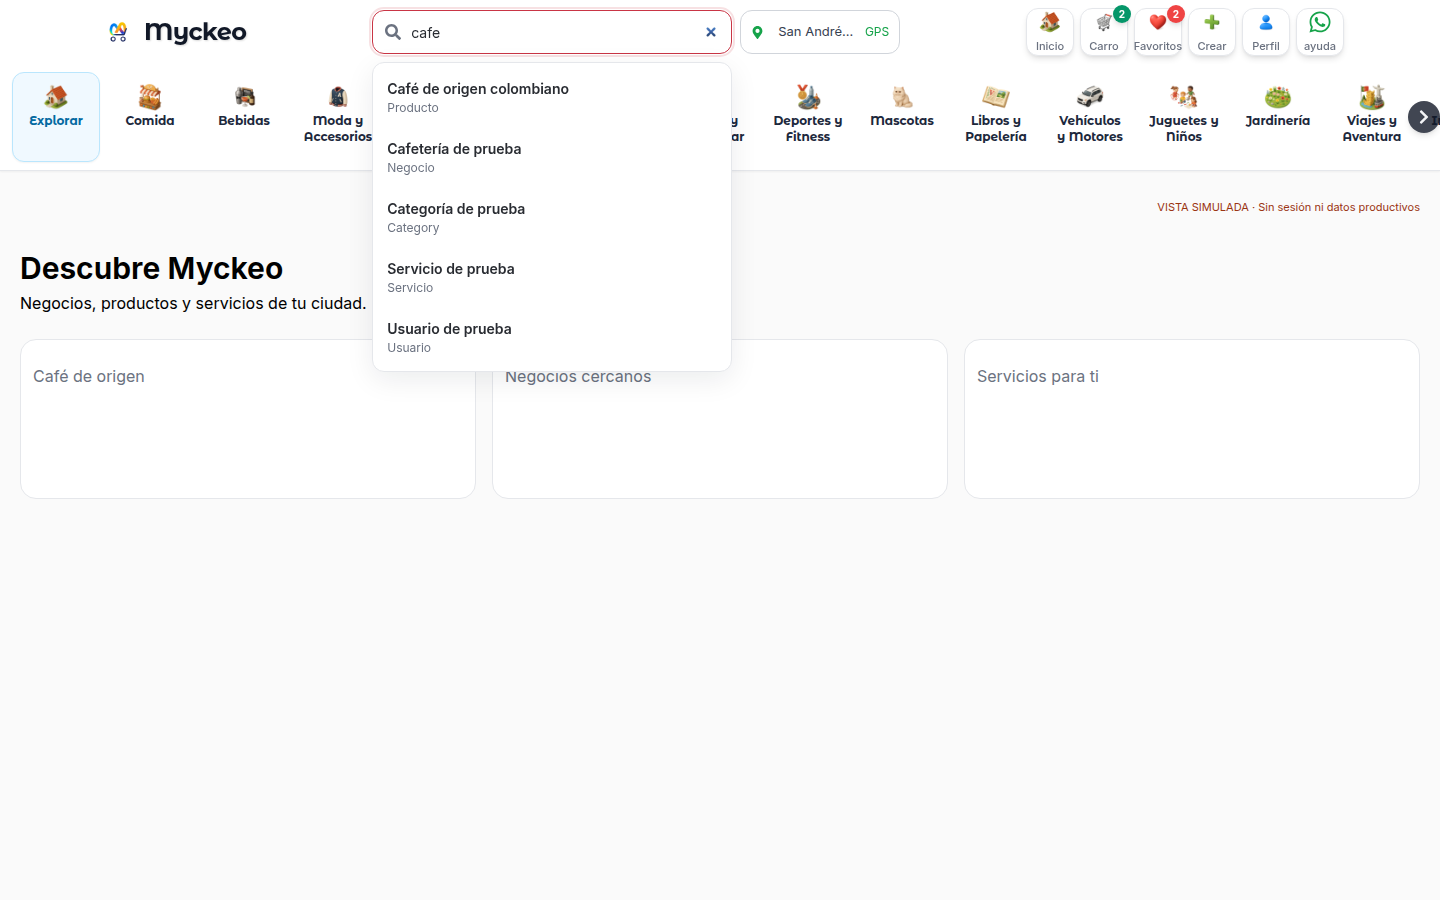 Myckeo
cafe
San André...
GPS
2
2
Inicio
Carro
Favoritos
Crear
Perfil
ayuda
Explorar
Comida
Bebidas
Moda y
Accesorios
y
ar
Deportes y
Fitness
Mascotas
Libros y
Papelería
Vehículos
y Motores
Juguetes y
Niños
Jardinería
Viajes y
Aventura
Café de origen colombiano
Producto
Cafetería de prueba
Negocio
Categoría de prueba
Category
Servicio de prueba
Servicio
Usuario de prueba
Usuario
VISTA SIMULADA · Sin sesión ni datos productivos
Descubre Myckeo
Negocios, productos y servicios de tu ciudad.
Café de origen
Negocios cercanos
Servicios para ti